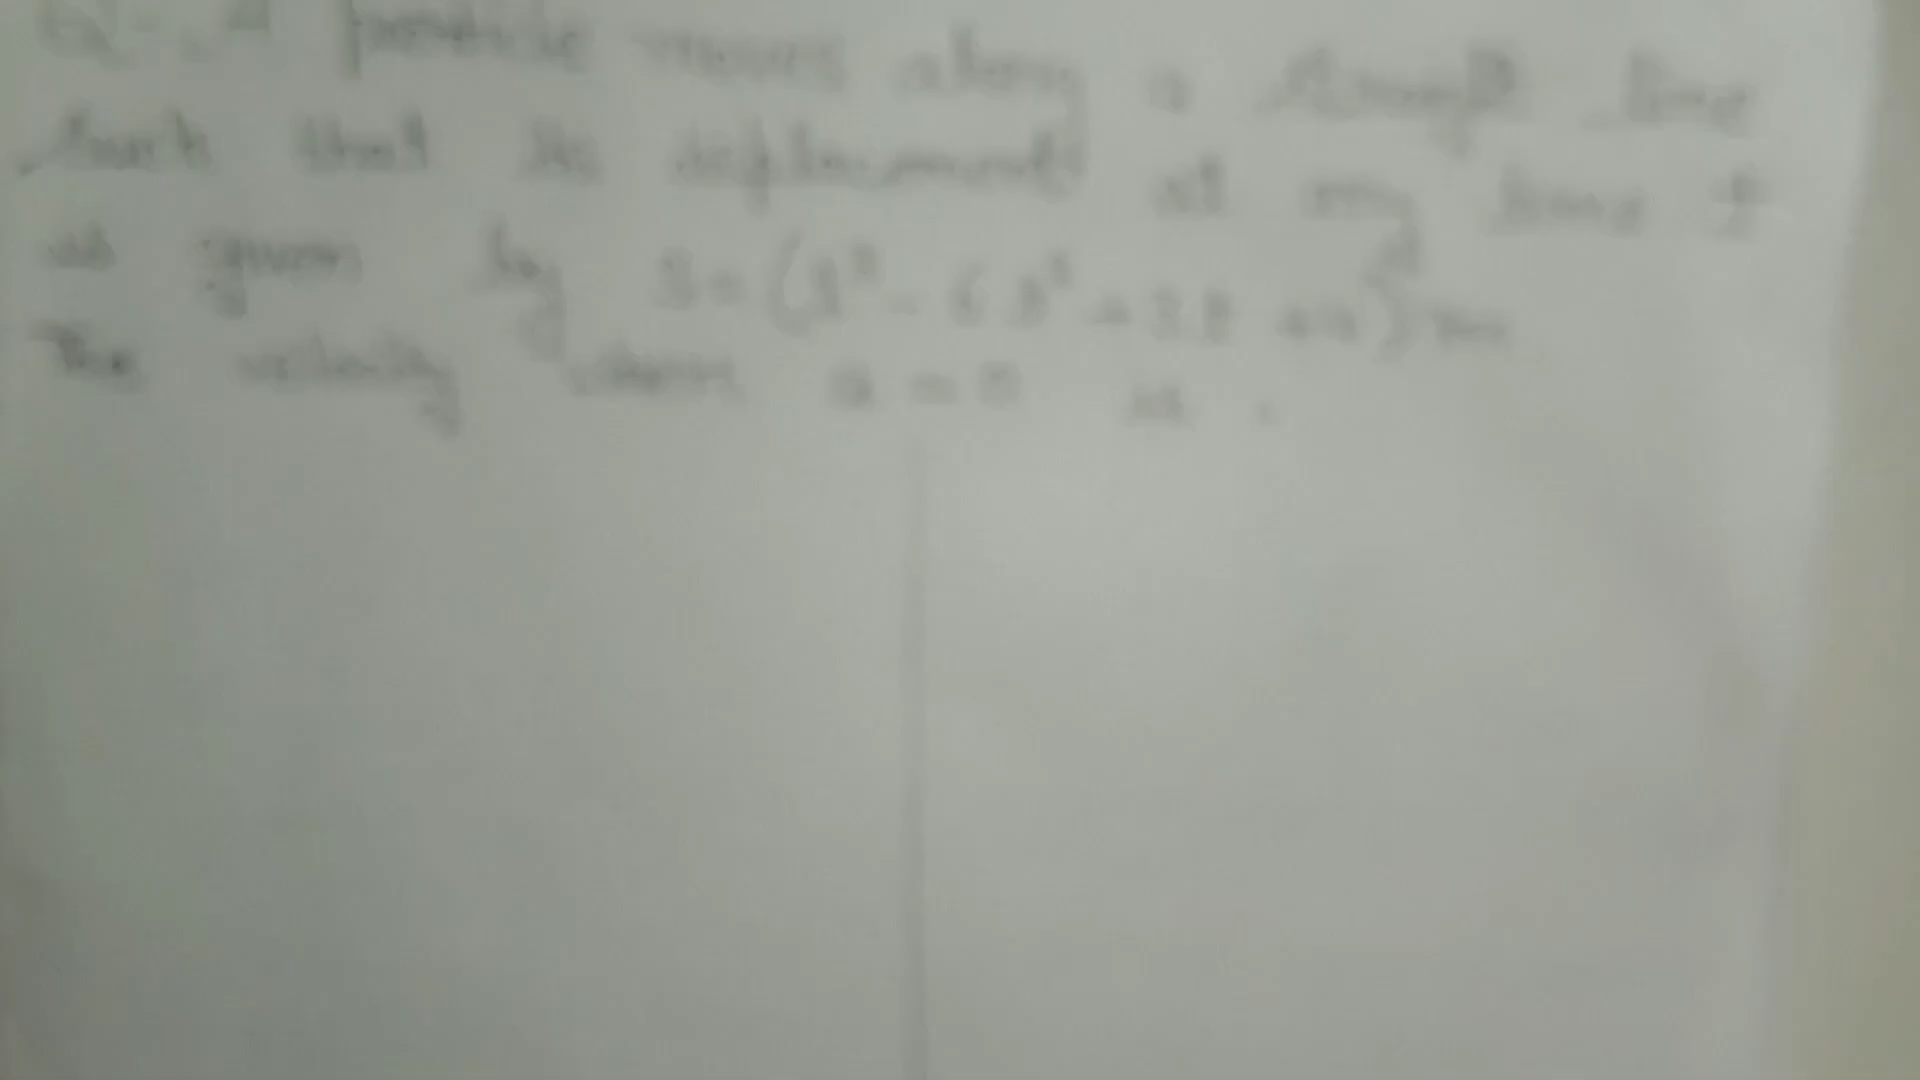 A particle moves along a straight line
such that its displacement at any time t
is given by S = (t³ - 6t² + 3t + 4) m
The velocity when a = 0 is .